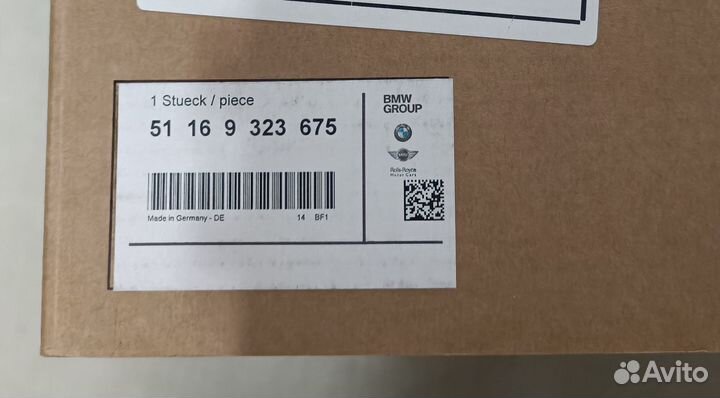 1 Stueck / piece
51 16 9 323 675
Made in Germany - DE
14 BF1
BMW
GROUP
Rolls-Royce
Motor Cars
Avito